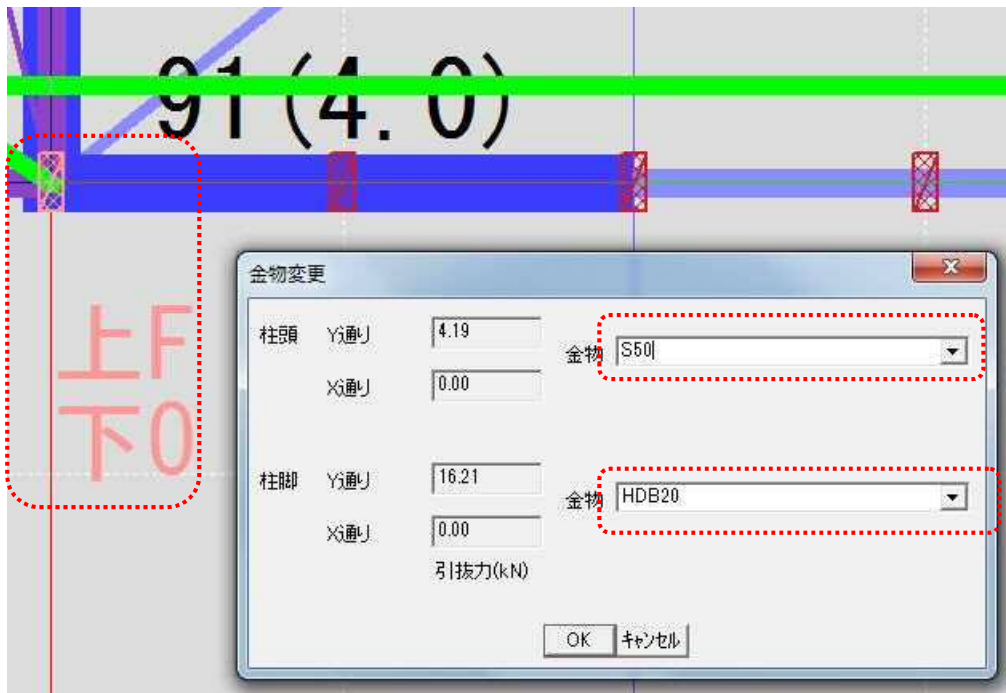 91(4.0)
上F
下O
金物変更
柱頭 Y通り 4.19 金物 S50
X通り 0.00
柱脚 Y通り 16.21 金物 HDB20
X通り 0.00
引抜力(kN)
OK キャンセル